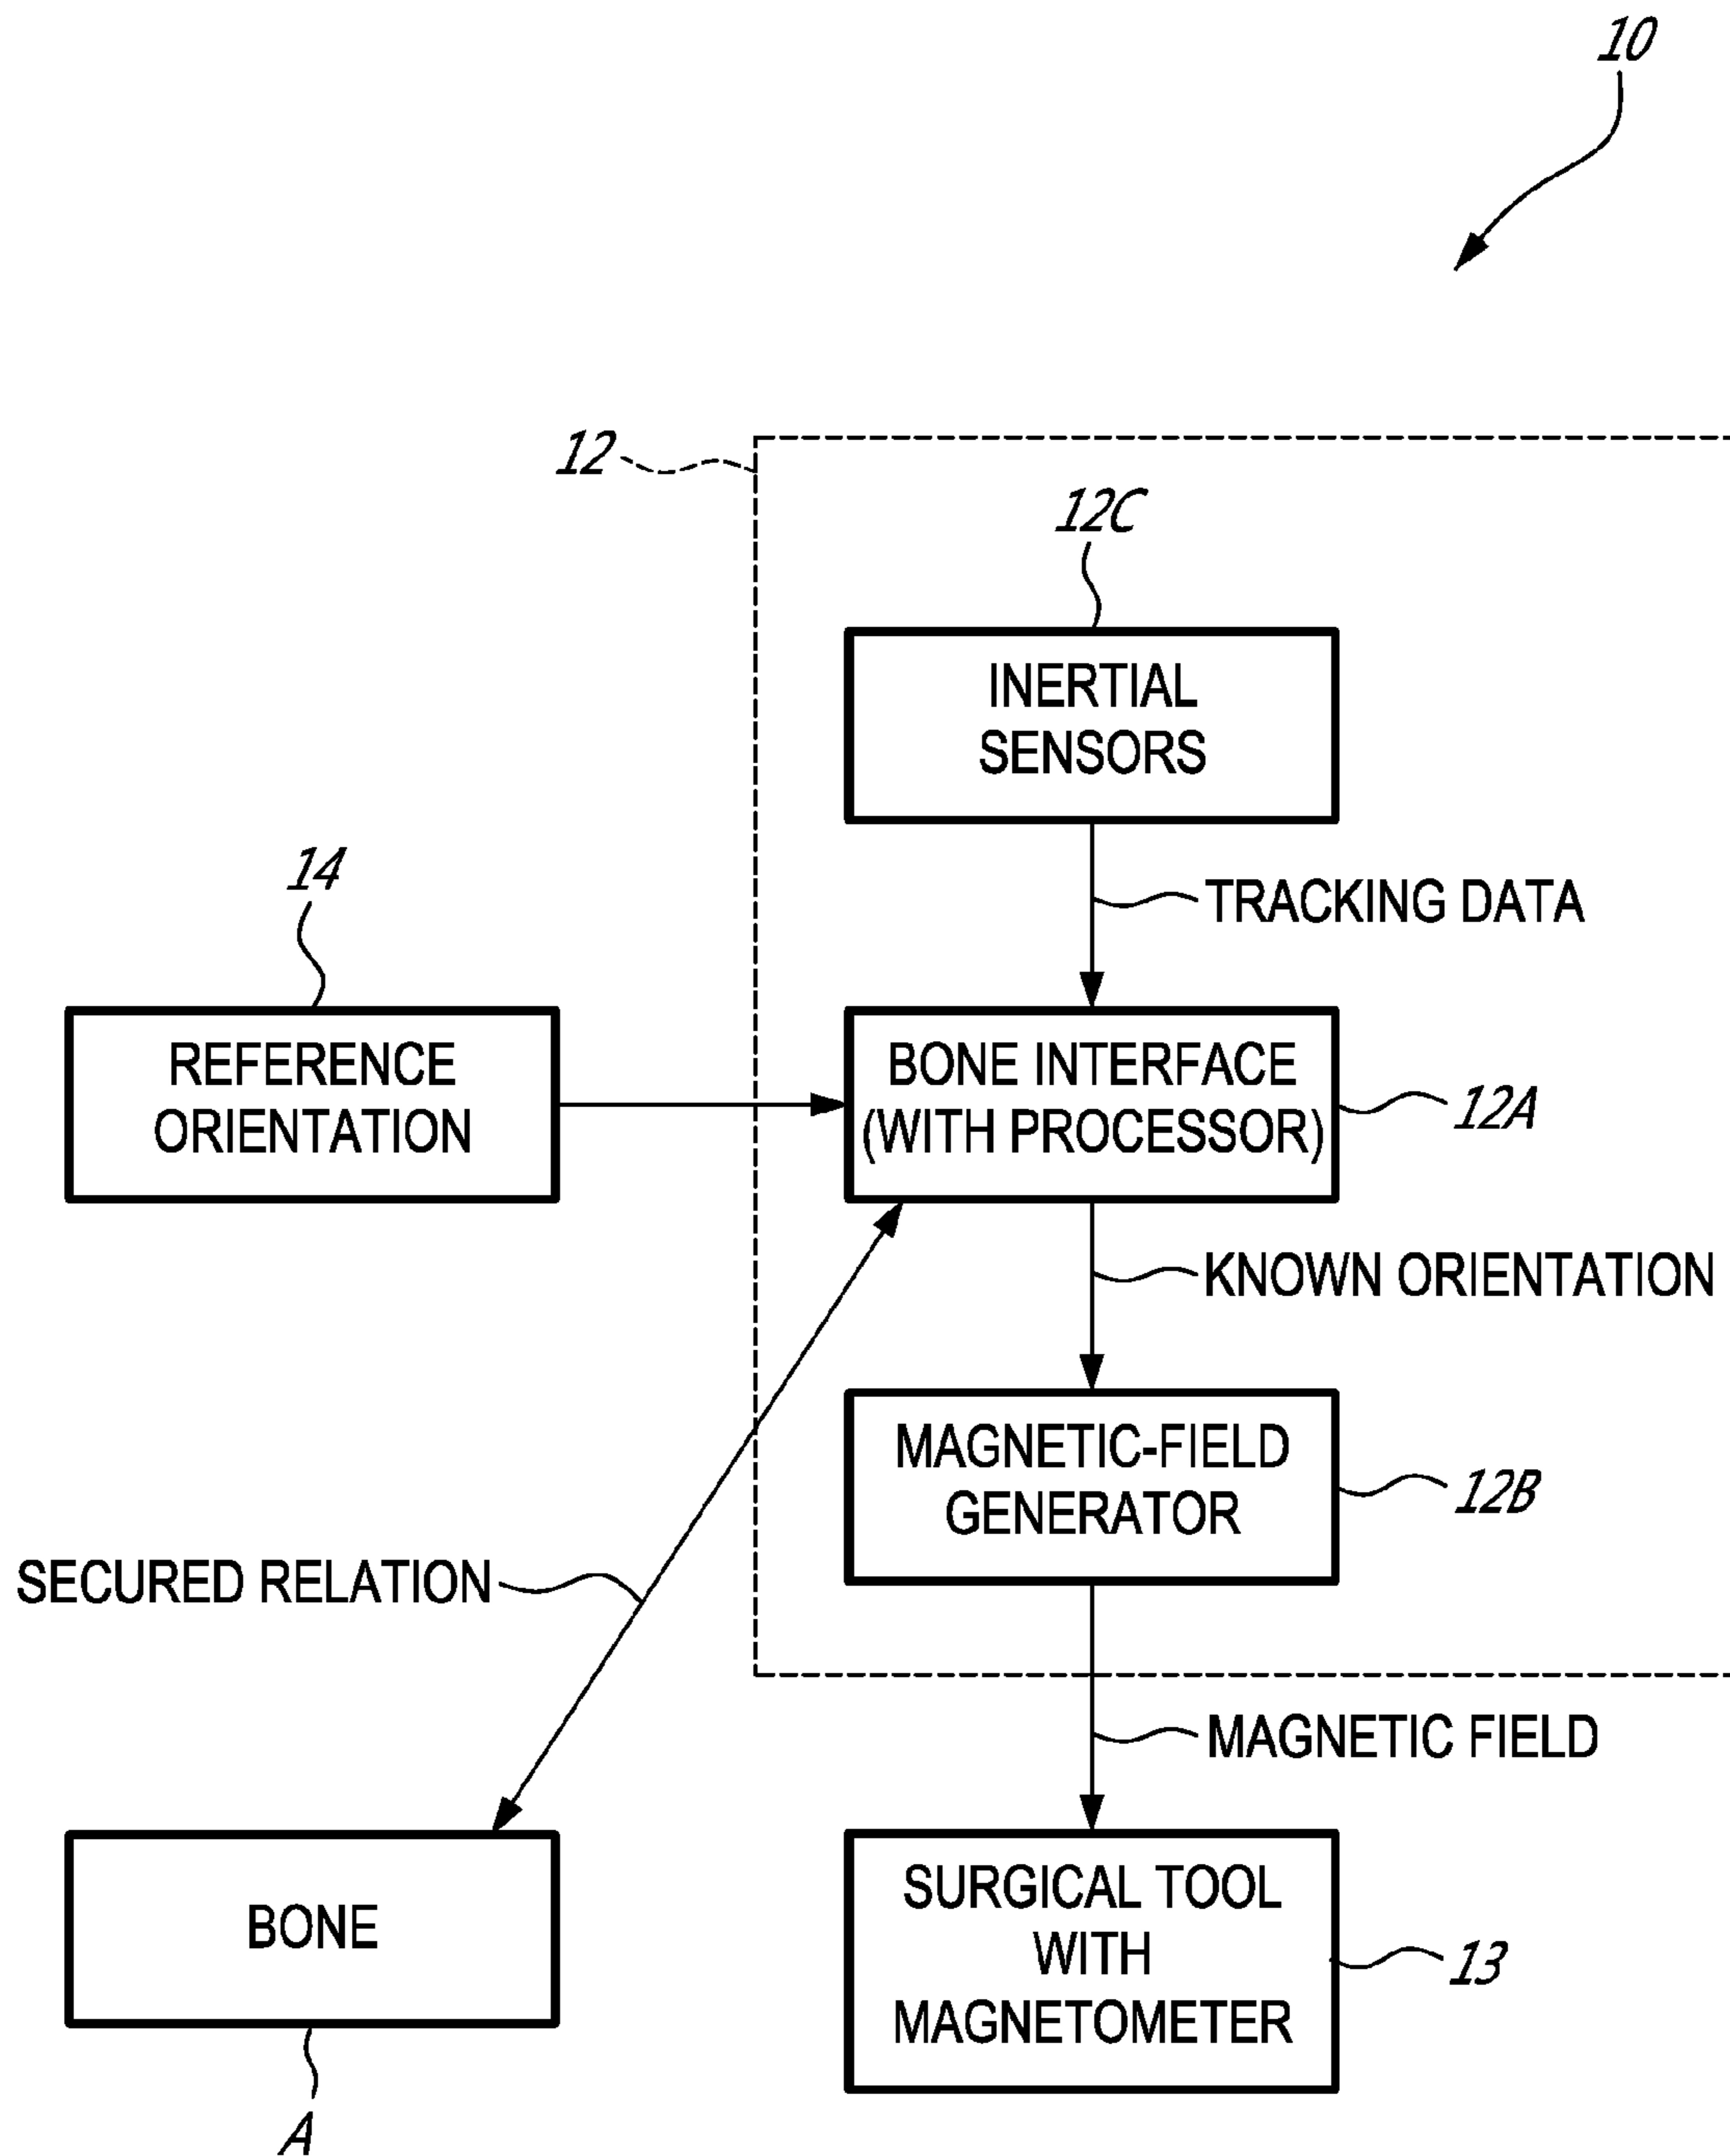 10
12
12C
INERTIAL
SENSORS
TRACKING DATA
14
REFERENCE
ORIENTATION
BONE INTERFACE
(WITH PROCESSOR)
12A
KNOWN ORIENTATION
MAGNETIC-FIELD
GENERATOR
12B
SECURED RELATION
MAGNETIC FIELD
BONE
A
SURGICAL TOOL
WITH
MAGNETOMETER
13